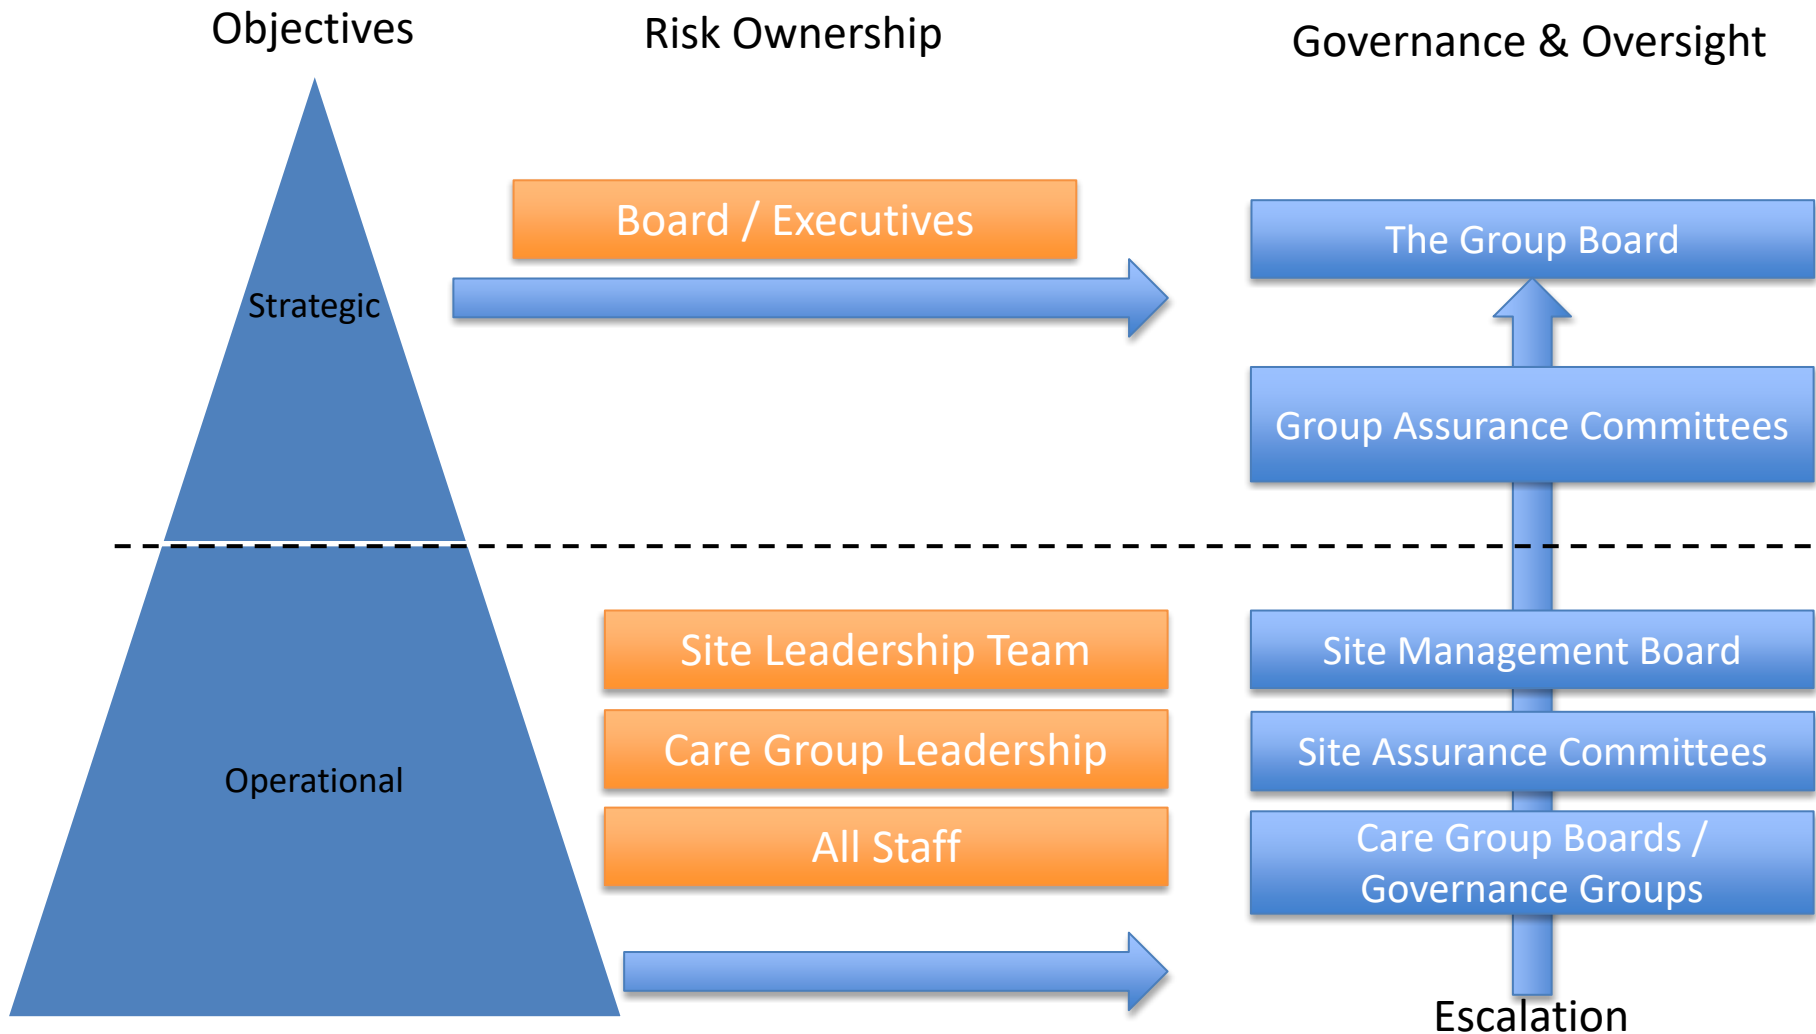 Objectives
Risk Ownership
Governance & Oversight
Board / Executives
The Group Board
Strategic
Group Assurance Committees
Site Leadership Team
Site Management Board
Care Group Leadership
Site Assurance Committees
Operational
All Staff
Care Group Boards /
Governance Groups
Escalation